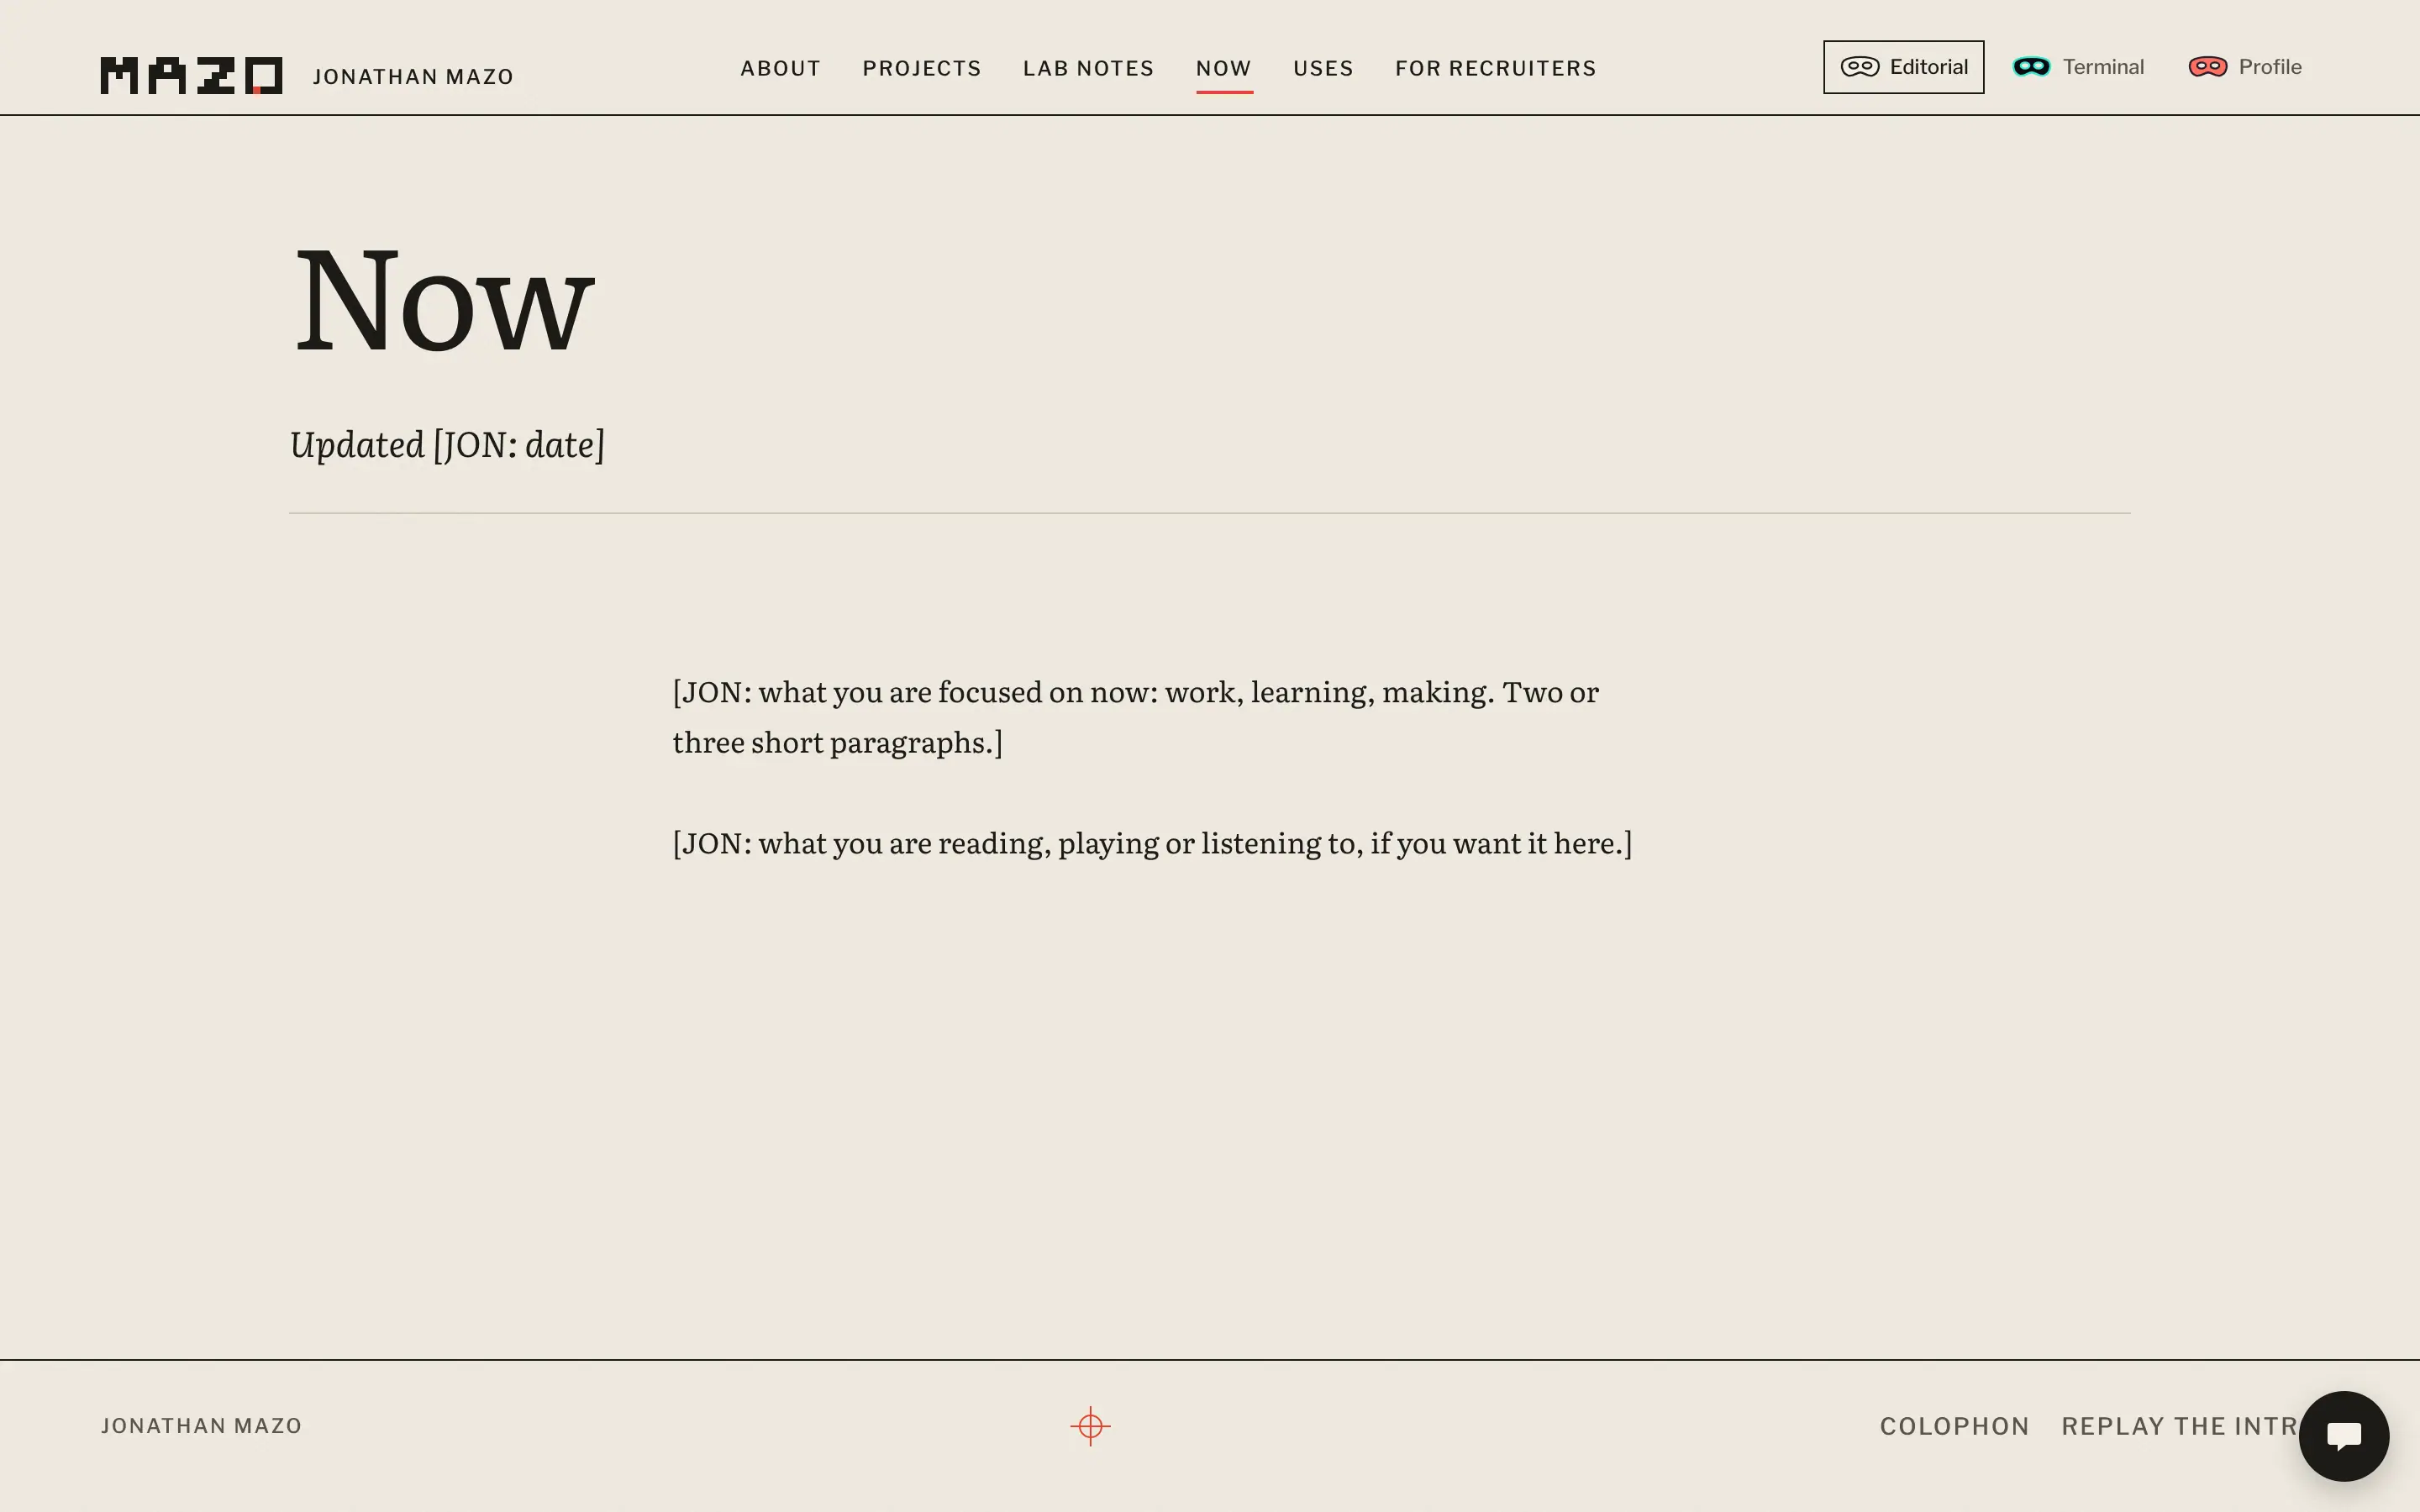 MAZO
JONATHAN MAZO
ABOUT
PROJECTS
LAB NOTES
NOW
USES
FOR RECRUITERS
Editorial
Terminal
Profile
Now
Updated [JON: date]
[JON: what you are focused on now: work, learning, making. Two or
three short paragraphs.]
[JON: what you are reading, playing or listening to, if you want it here.]
JONATHAN MAZO
COLOPHON
REPLAY THE INTR